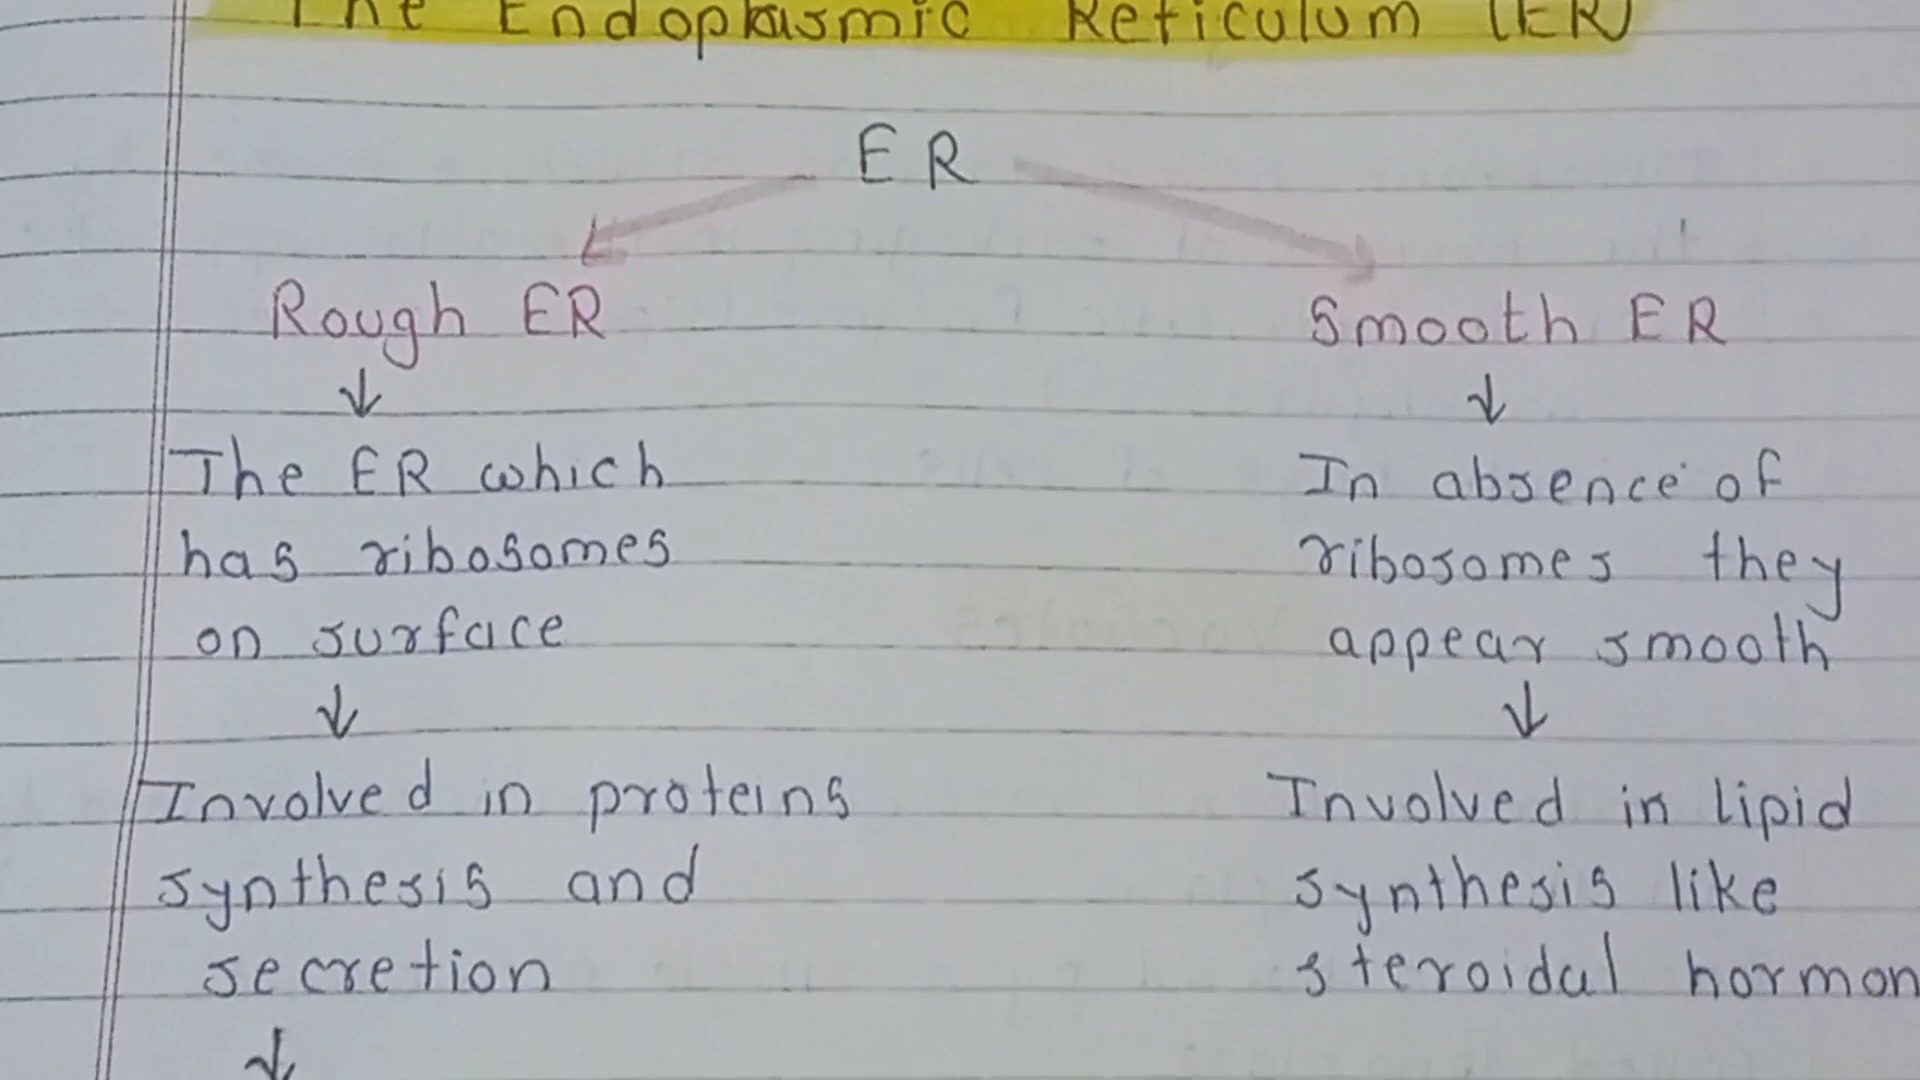 The Endoplasmic Reticulum (ER)
ER
Rough ER
Smooth ER
↓
↓
The ER which
has ribosomes
on surface
In absence of
ribosomes they
appear smooth
↓
↓
Involved in proteins
synthesis and
secretion
Involved in lipid
synthesis like
steroidal hormon
↓